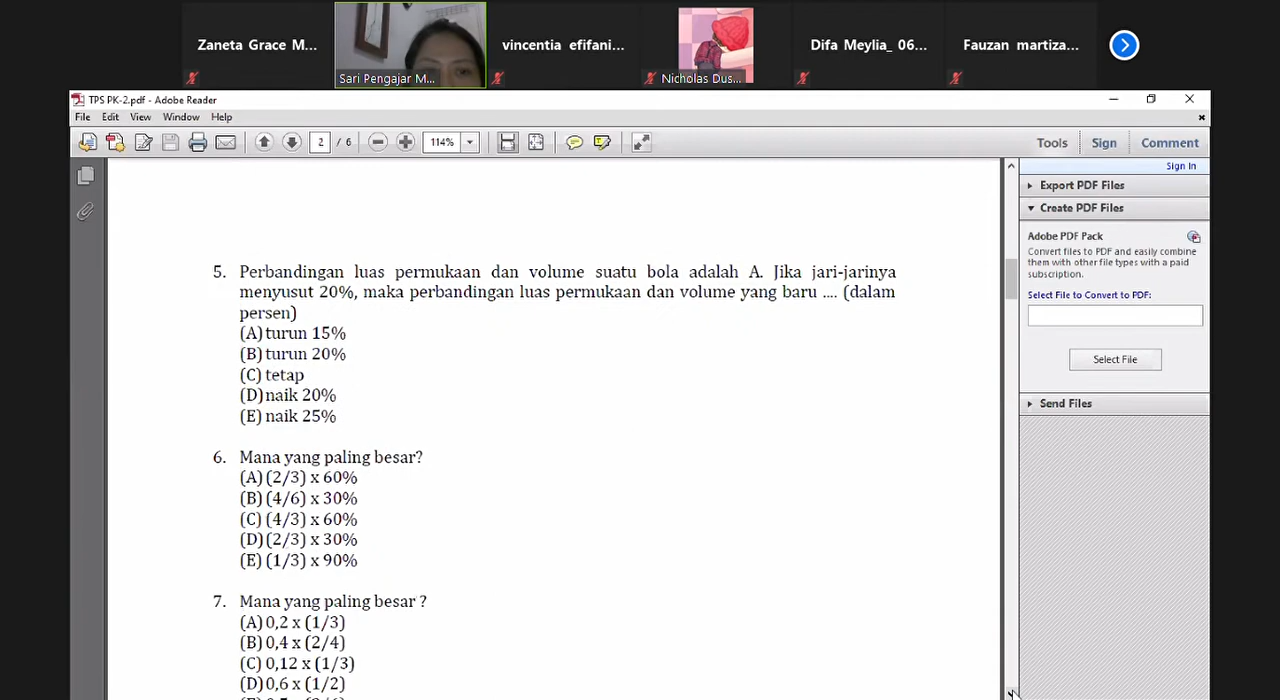 Zaneta Grace M...
Sari Pengajar M...
vincentia efifani...
Nicholas Dus...
Difa Meylia_ 06...
Fauzan martiza...
TPS PK-2.pdf - Adobe Reader
File Edit View Window Help
2 / 6 114% Tools Sign Comment
Sign In
Export PDF Files
Create PDF Files
Adobe PDF Pack
Convert files to PDF and easily combine
them with other file types with a paid
subscription.
Select File to Convert to PDF:
Select File
Send Files
5. Perbandingan luas permukaan dan volume suatu bola adalah A. Jika jari-jarinya
menyusut 20%, maka perbandingan luas permukaan dan volume yang baru .... (dalam
persen)
(A) turun 15%
(B) turun 20%
(C) tetap
(D) naik 20%
(E) naik 25%
6. Mana yang paling besar?
(A) (2/3) x 60%
(B) (4/6) x 30%
(C) (4/3) x 60%
(D) (2/3) x 30%
(E) (1/3) x 90%
7. Mana yang paling besar ?
(A) 0,2 x (1/3)
(B) 0,4 x (2/4)
(C) 0,12 x (1/3)
(D) 0,6 x (1/2)